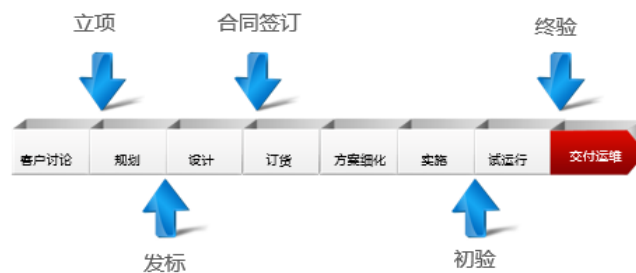 立项
合同签订
终验
客户讨论
规划
设计
订货
方案细化
实施
试运行
交付运维
发标
初验